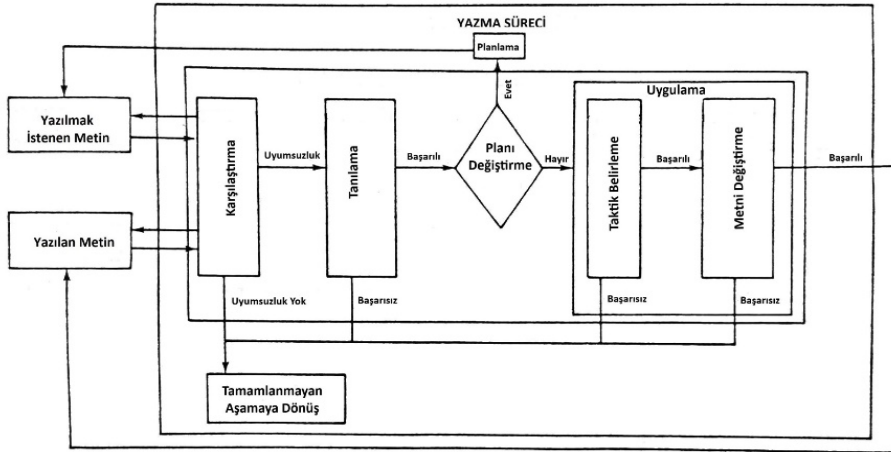 YAZMA SÜRECİ
Planlama
Evet
Uygulama
Yazılmak
İstenen Metin
Karşılaştırma
Uyumsuzluk
Tanılama
Başarılı
Planı
Değiştirme
Hayır
Taktik Belirleme
Başarılı
Metni Değiştirme
Başarılı
Yazılan Metin
Uyumsuzluk Yok
Başarısız
Başarısız
Başarısız
Tamamlanmayan
Aşamaya Dönüş